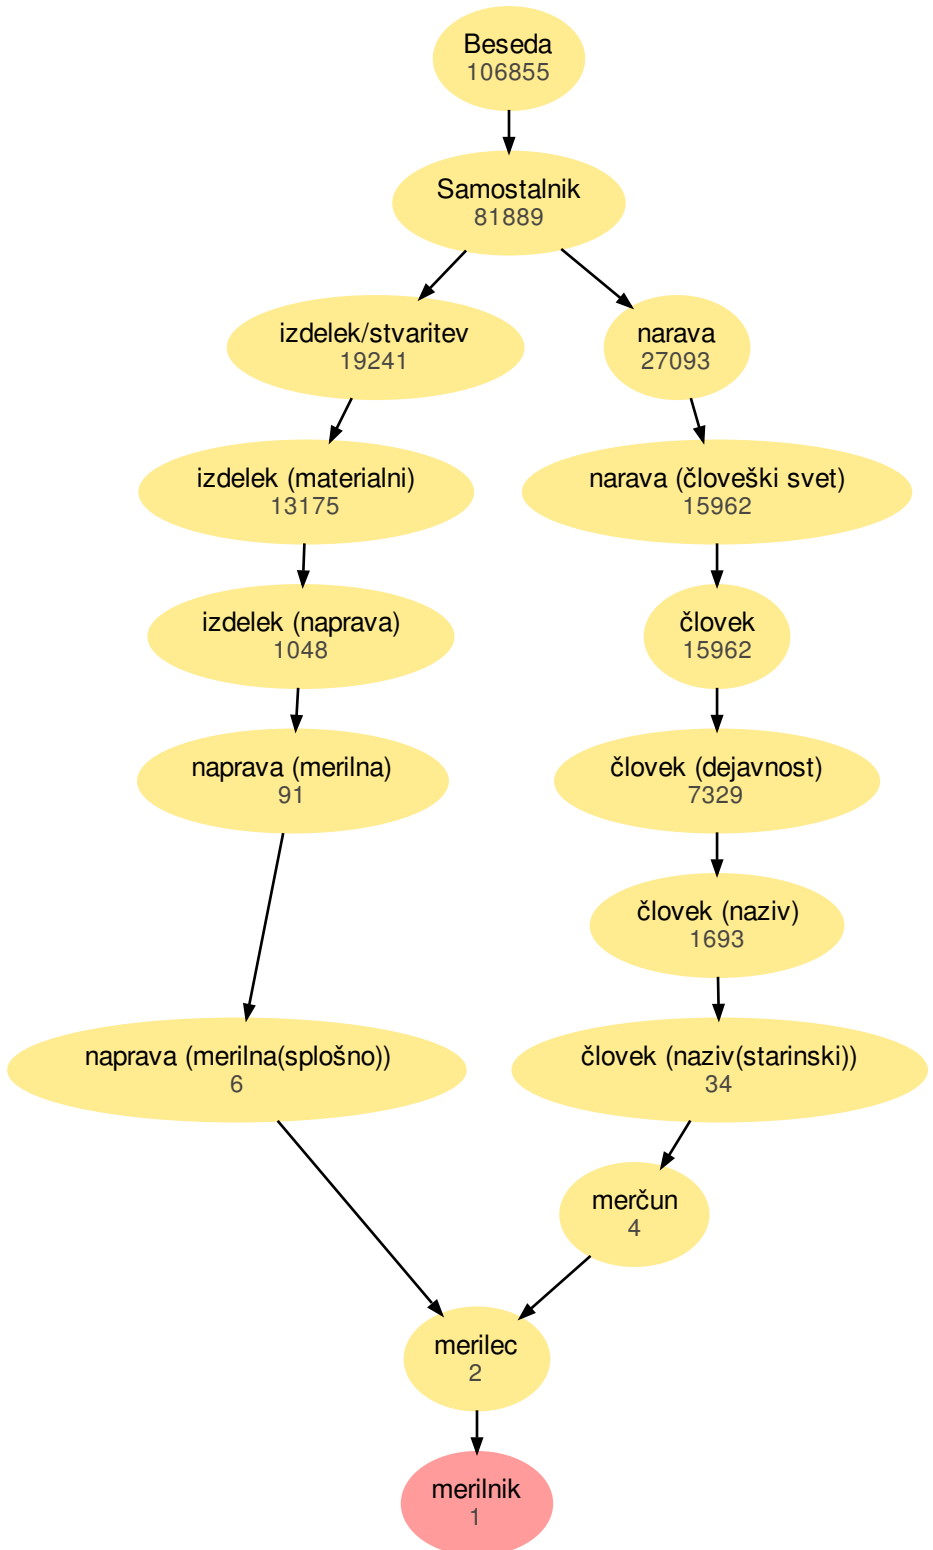 Beseda
106855
Samostalnik
81889
izdelek/stvaritev
19241
narava
27093
izdelek (materialni)
13175
narava (človeški svet)
15962
izdelek (naprava)
1048
človek
15962
naprava (merilna)
91
človek (dejavnost)
7329
človek (naziv)
1693
naprava (merilna(splošno))
6
človek (naziv(starinski))
34
merčun
4
merilec
2
merilnik
1